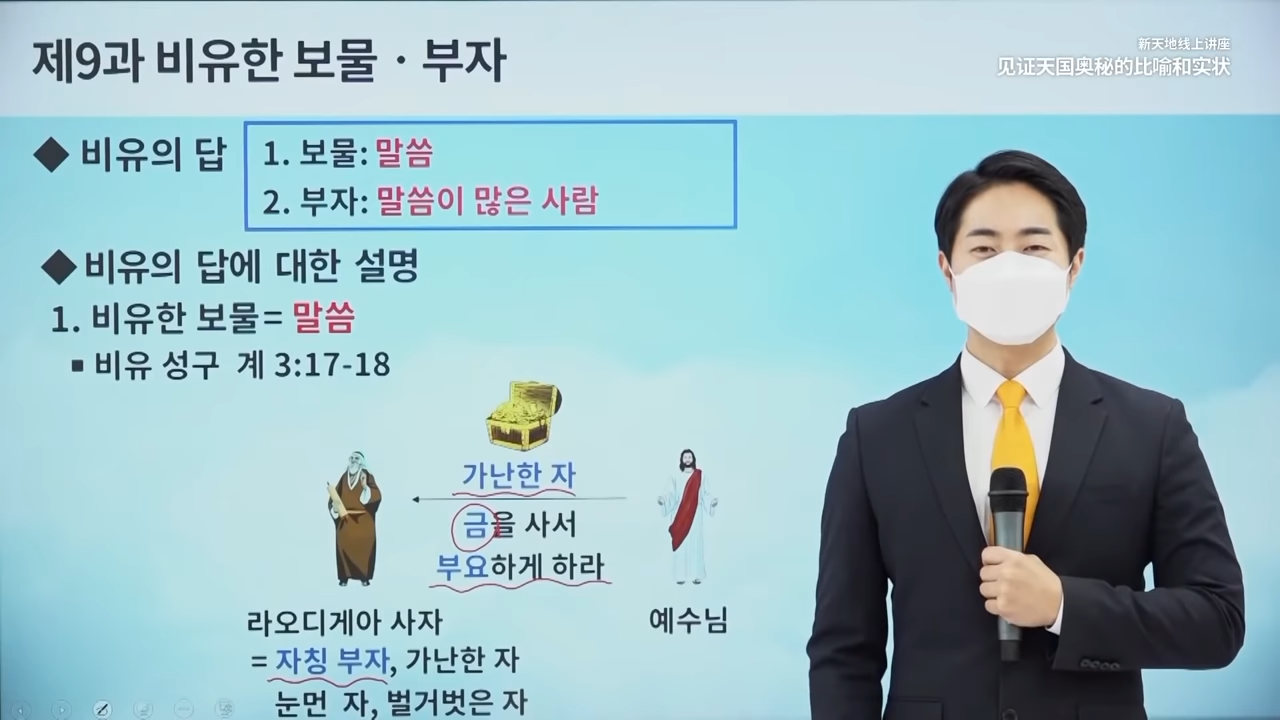 제9과 비유한 보물 · 부자
新天地线上讲座
见证天国奥秘的比喻和实状
◆ 비유의 답
1. 보물: 말씀
2. 부자: 말씀이 많은 사람
◆ 비유의 답에 대한 설명
1. 비유한 보물= 말씀
▪ 비유 성구 계 3:17-18
가난한 자
금을 사서
부요하게 하라
라오디게아 사자
예수님
= 자칭 부자, 가난한 자
눈먼 자, 벌거벗은 자